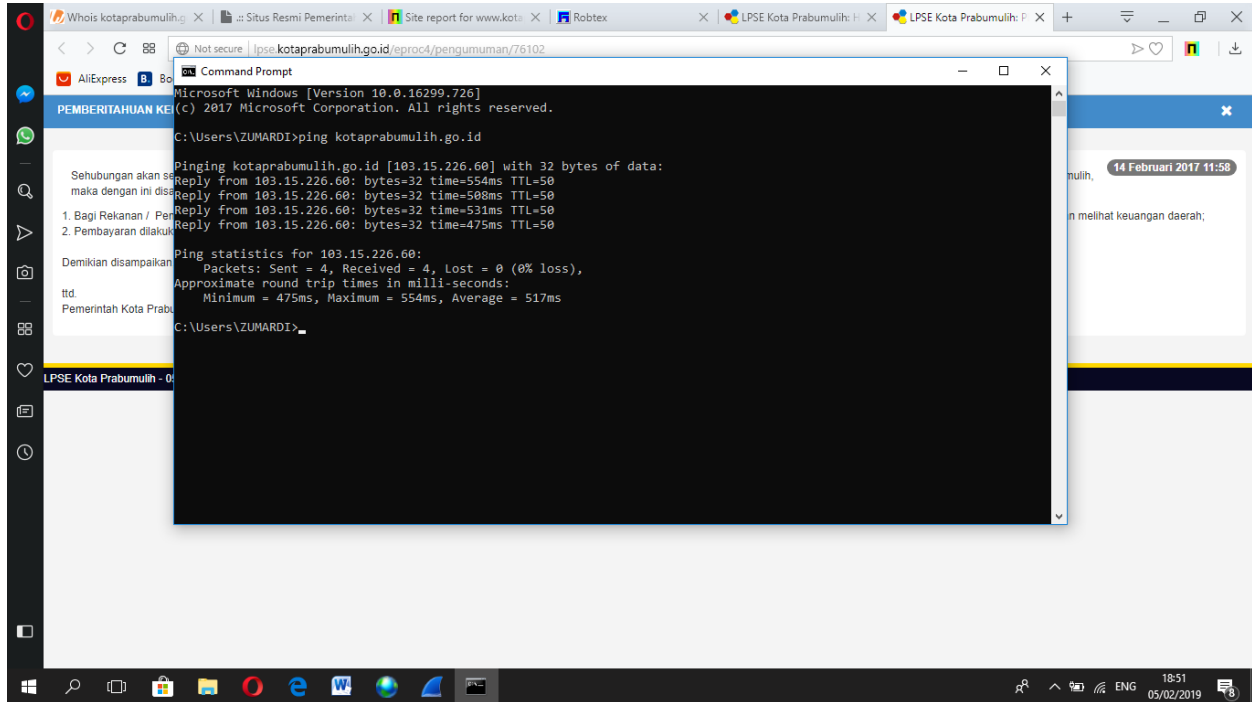 Whois kotaprabumulih.g
.:: Situs Resmi Pemerintal
Site report for www.kota
Robtex
LPSE Kota Prabumulih: H
LPSE Kota Prabumulih: P
Not secure lpse.kotaprabumulih.go.id/eproc4/pengumuman/76102
AliExpress
B. Bo
Command Prompt
Microsoft Windows [Version 10.0.16299.726]
(c) 2017 Microsoft Corporation. All rights reserved.
C:\Users\ZUMARDI>ping kotaprabumulih.go.id
Pinging kotaprabumulih.go.id [103.15.226.60] with 32 bytes of data:
Reply from 103.15.226.60: bytes=32 time=554ms TTL=50
Reply from 103.15.226.60: bytes=32 time=508ms TTL=50
Reply from 103.15.226.60: bytes=32 time=531ms TTL=50
Reply from 103.15.226.60: bytes=32 time=475ms TTL=50
Ping statistics for 103.15.226.60:
Packets: Sent = 4, Received = 4, Lost = 0 (0% loss),
Approximate round trip times in milli-seconds:
Minimum = 475ms, Maximum = 554ms, Average = 517ms
C:\Users\ZUMARDI>
PEMBERITAHUAN KE
14 Februari 2017 11:58
Sehubungan akan se
mulih,
maka dengan ini disa
1. Bagi Rekanan / Pen
n melihat keuangan daerah;
2. Pembayaran dilakuk
Demikian disampaikan
ttd.
Pemerintah Kota Prabu
LPSE Kota Prabumulih - 0
ENG
18:51
05/02/2019
8